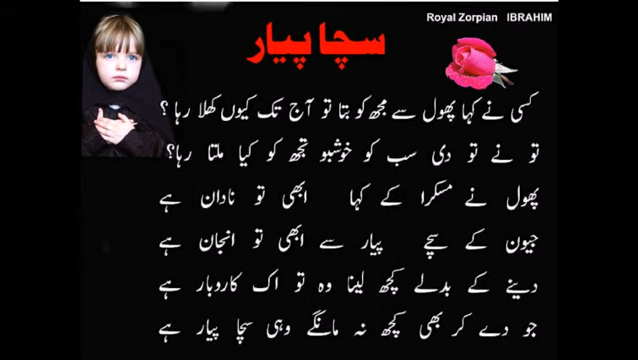 Royal Zorpian IBRAHIM
سچا پیار
کسی نے کہا پھول سے مجھ کو بتا تو آج تک کیوں کھلا رہا ؟
تو نے تو دی سب کو خوشبو تجھ کو کیا ملتا رہا؟
پھول نے مسکرا کے کہا ابھی تو نادان ہے
جیون کے سچے پیار سے ابھی تو انجان ہے
دینے کے بدلے کچھ لینا وہ تو اک کاروبار ہے
جو دے کر بھی کچھ نہ مانگے وہی سچا پیار ہے